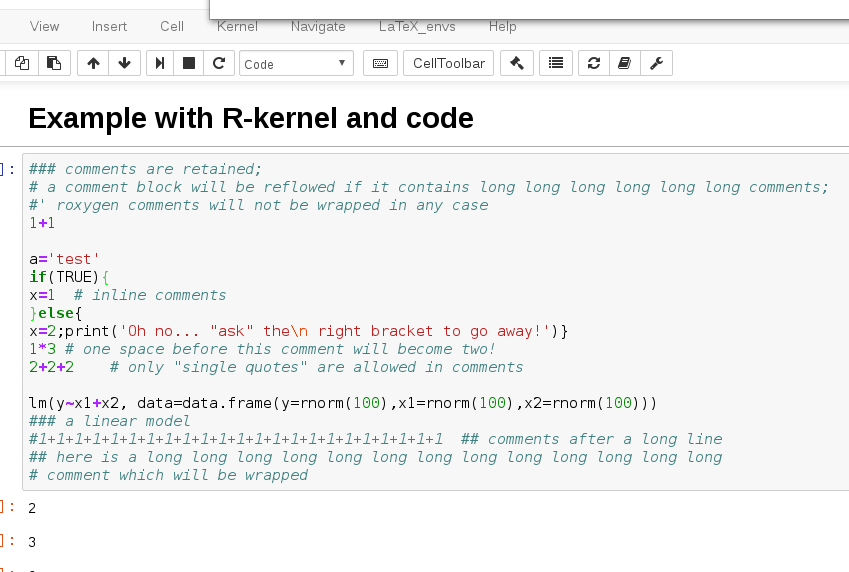 View Insert Cell Kernel Navigate LaTeX_envs Help
Code CellToolbar
Example with R-kernel and code
]: ### comments are retained;
# a comment block will be reflowed if it contains long long long long long long comments;
#' roxygen comments will not be wrapped in any case
1+1
a='test'
if(TRUE){
x=1  # inline comments
}else{
x=2;print('Oh no... "ask" the\n right bracket to go away!')}
1*3 # one space before this comment will become two!
2+2+2    # only "single quotes" are allowed in comments
lm(y~x1+x2, data=data.frame(y=rnorm(100),x1=rnorm(100),x2=rnorm(100)))
### a linear model
#1+1+1+1+1+1+1+1+1+1+1+1+1+1+1+1+1+1+1+1+1+1+1  ## comments after a long line
## here is a long long long long long long long long long long long long long
# comment which will be wrapped
]: 2
]: 3